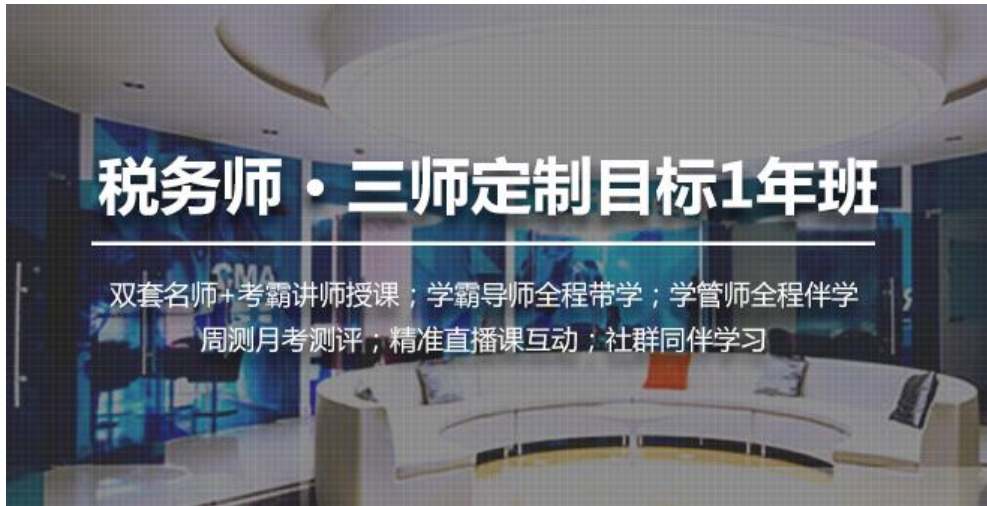 税务师·三师定制目标1年班
CMA
双套名师+考霸讲师授课；学霸导师全程带学；学管师全程伴学
周测月考测评；精准直播课互动；社群同伴学习